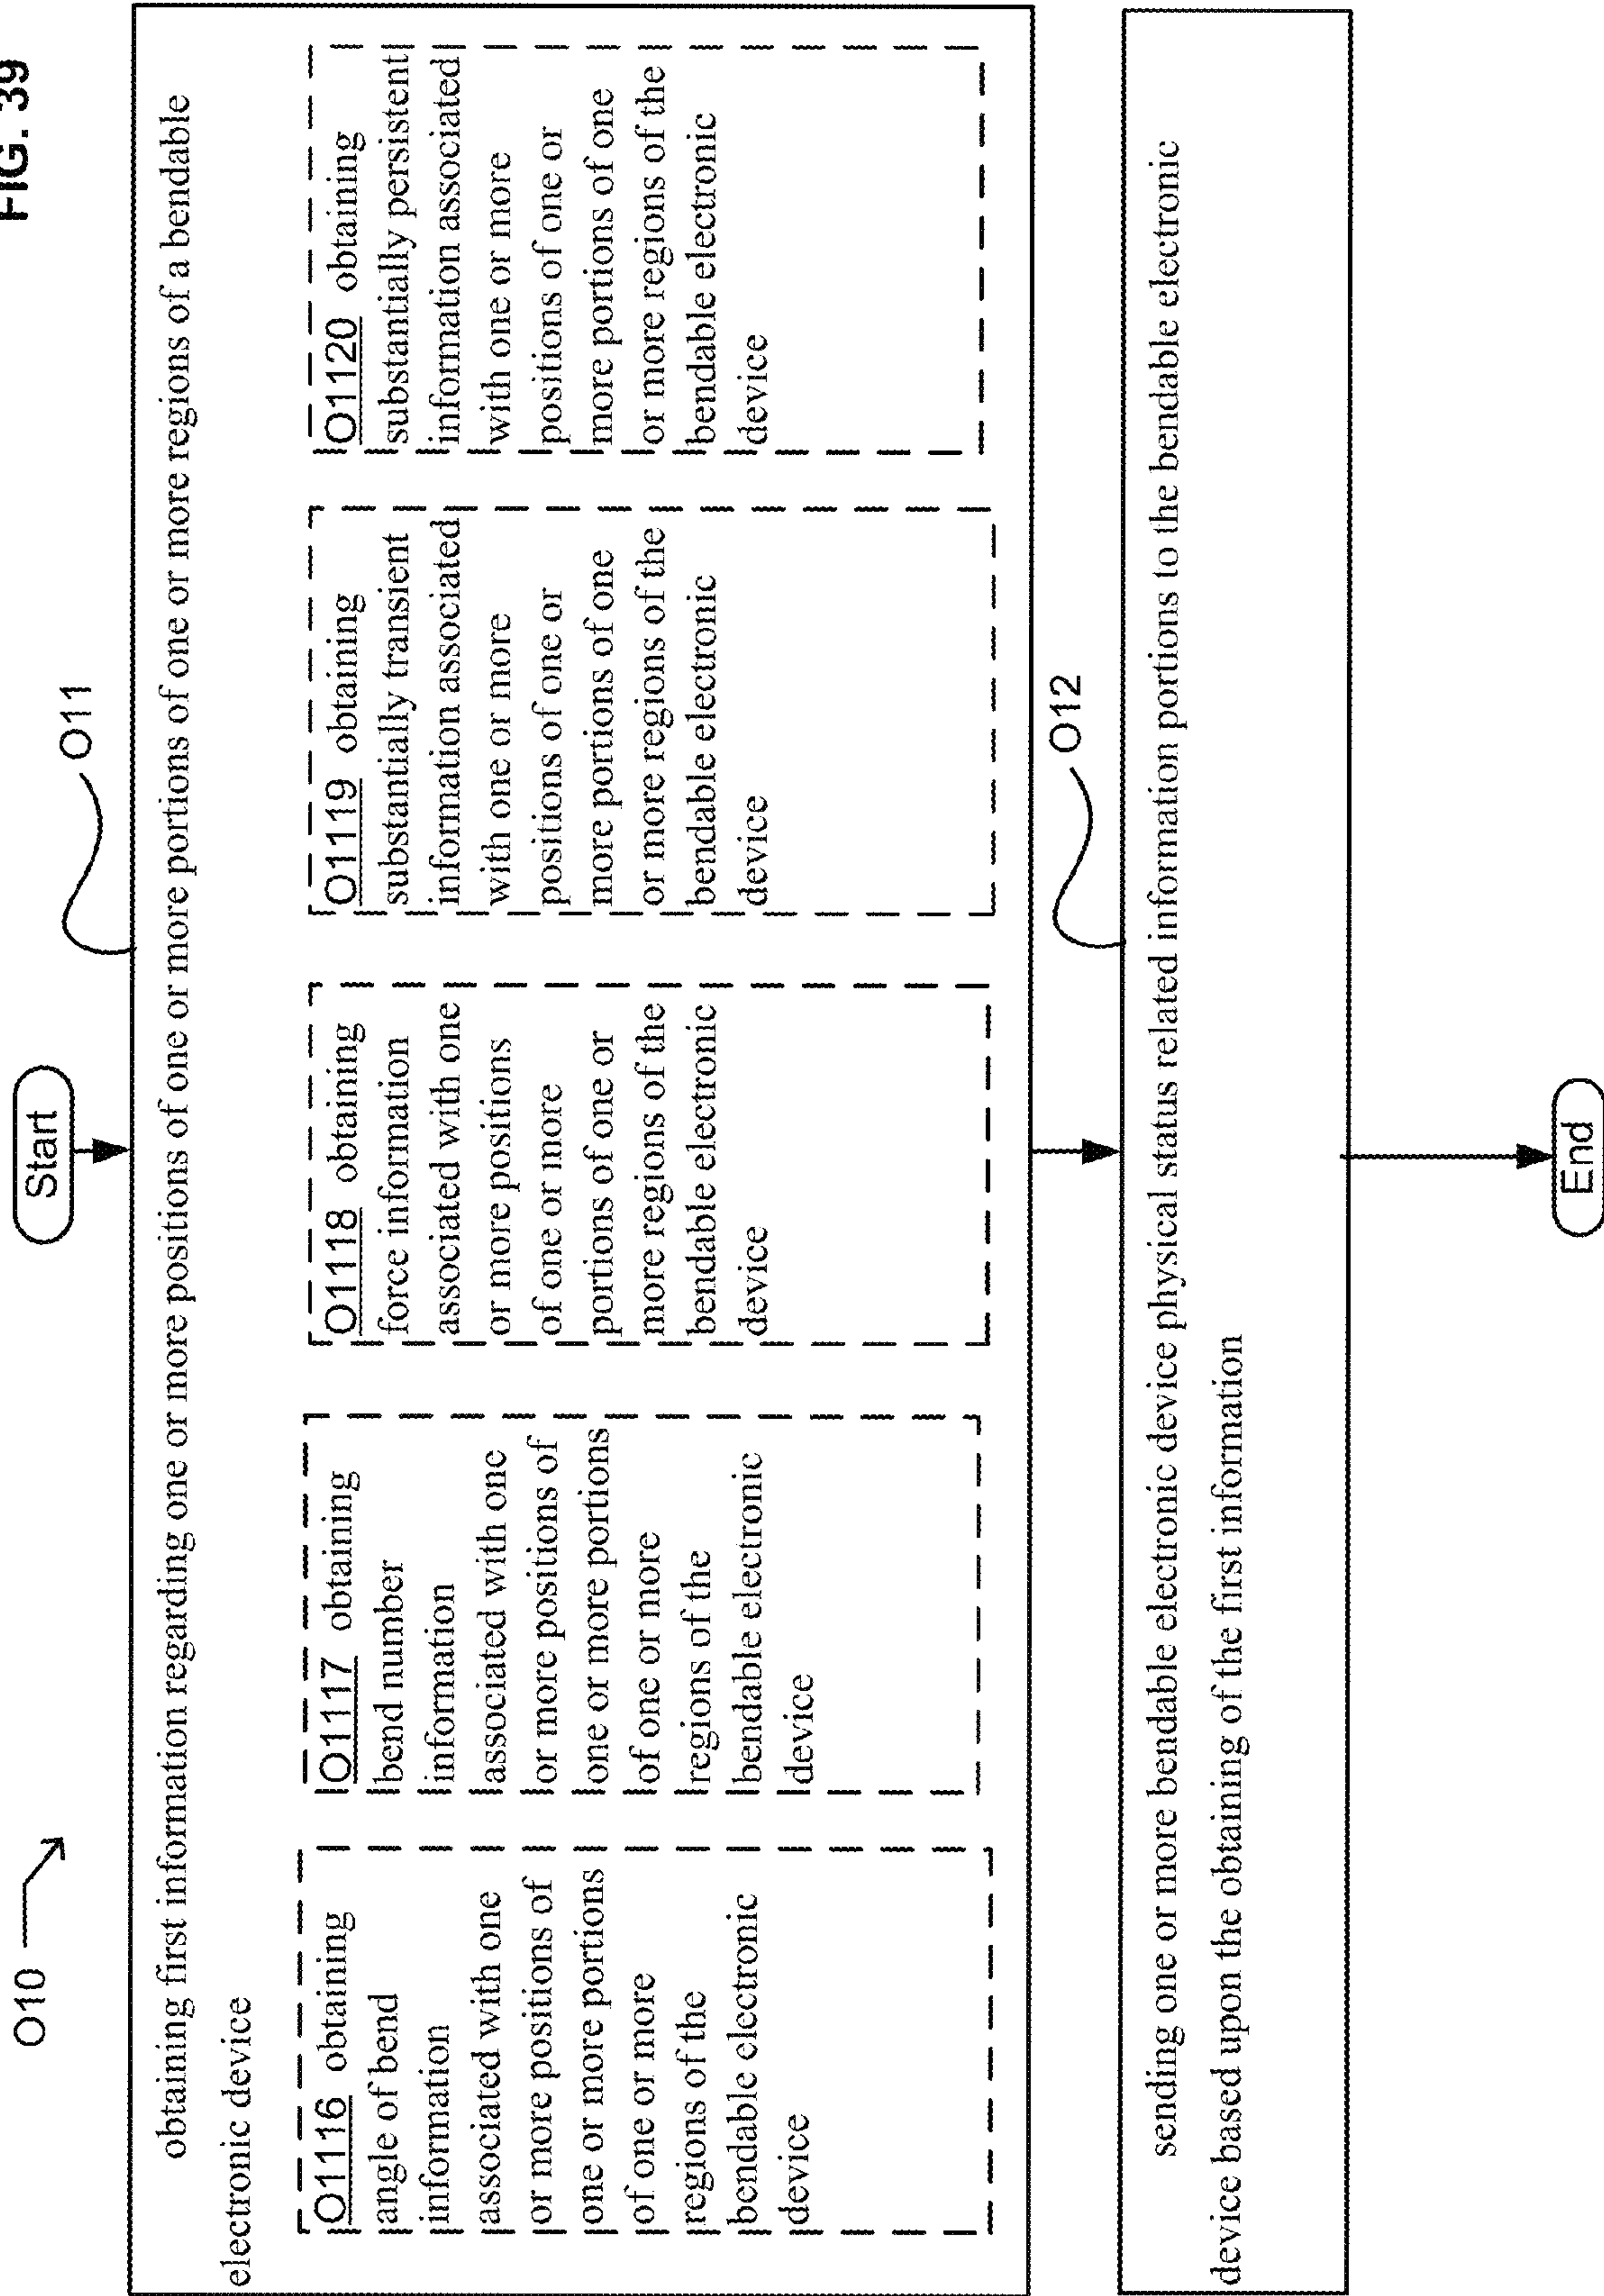 FIG. 39
O10
Start
O11
obtaining first information regarding one or more positions of one or more portions of one or more regions of a bendable
electronic device
O1116 obtaining
angle of bend
information
associated with one
or more positions of
one or more portions
of one or more
regions of the
bendable electronic
device
O1117 obtaining
bend number
information
associated with one
or more positions of
one or more portions
of one or more
regions of the
bendable electronic
device
O1118 obtaining
force information
associated with one
or more positions
of one or more
portions of one or
more regions of the
bendable electronic
device
O1119 obtaining
substantially transient
information associated
with one or more
positions of one or
more portions of one
or more regions of the
bendable electronic
device
O1120 obtaining
substantially persistent
information associated
with one or more
positions of one or
more portions of one
or more regions of the
bendable electronic
device
O12
sending one or more bendable electronic device physical status related information portions to the bendable electronic
device based upon the obtaining of the first information
End